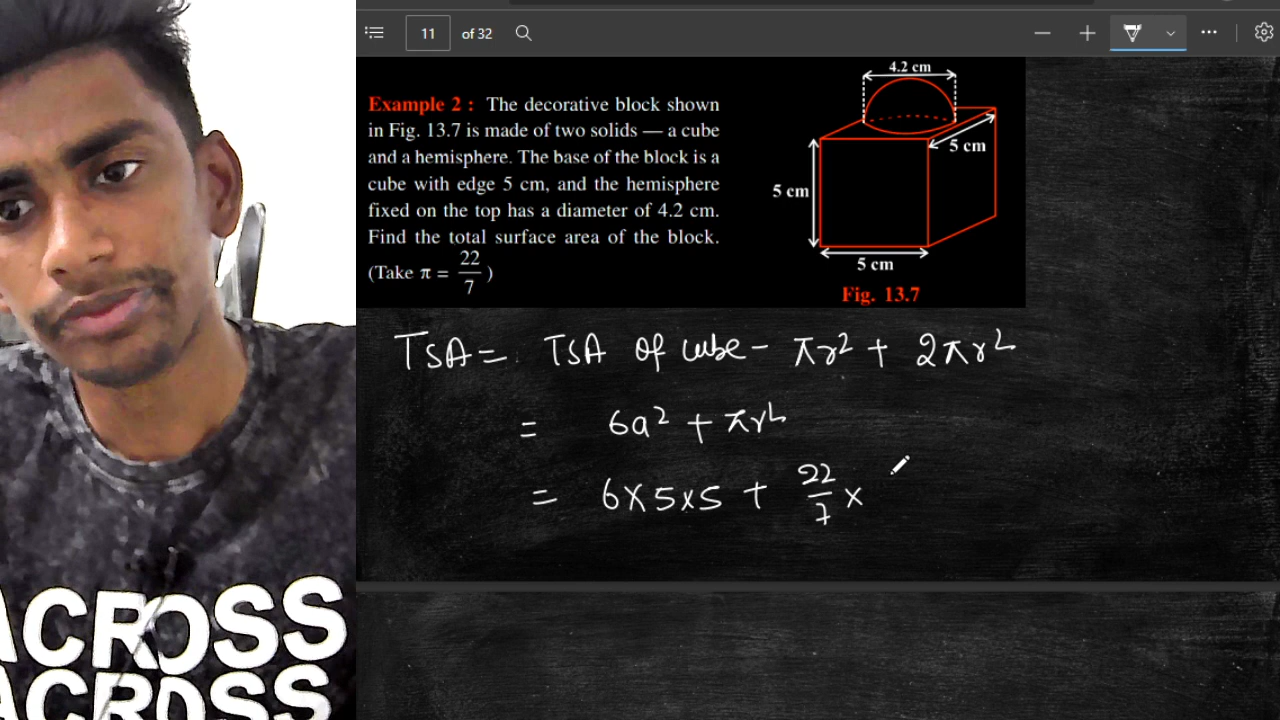 11 of 32
4.2 cm
Example 2 : The decorative block shown
in Fig. 13.7 is made of two solids — a cube
and a hemisphere. The base of the block is a
cube with edge 5 cm, and the hemisphere
fixed on the top has a diameter of 4.2 cm.
Find the total surface area of the block.
(Take π = 22/7)
5 cm
5 cm
5 cm
Fig. 13.7
TSA = TSA of cube - πr² + 2πr²
= 6a² + πr²
= 6×5×5 + 22/7 ×
ACROSS
ACROSS